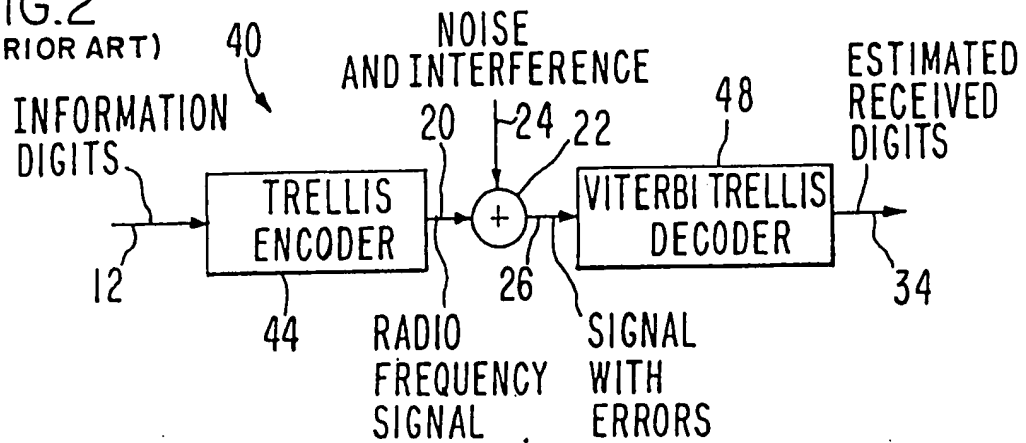 IG.2
RIOR ART)
40
NOISE
AND INTERFERENCE
ESTIMATED
RECEIVED
DIGITS
INFORMATION
DIGITS
20
24
22
48
TRELLIS
ENCODER
+
VITERBI TRELLIS
DECODER
12
44
26
34
RADIO
FREQUENCY
SIGNAL
SIGNAL
WITH
ERRORS